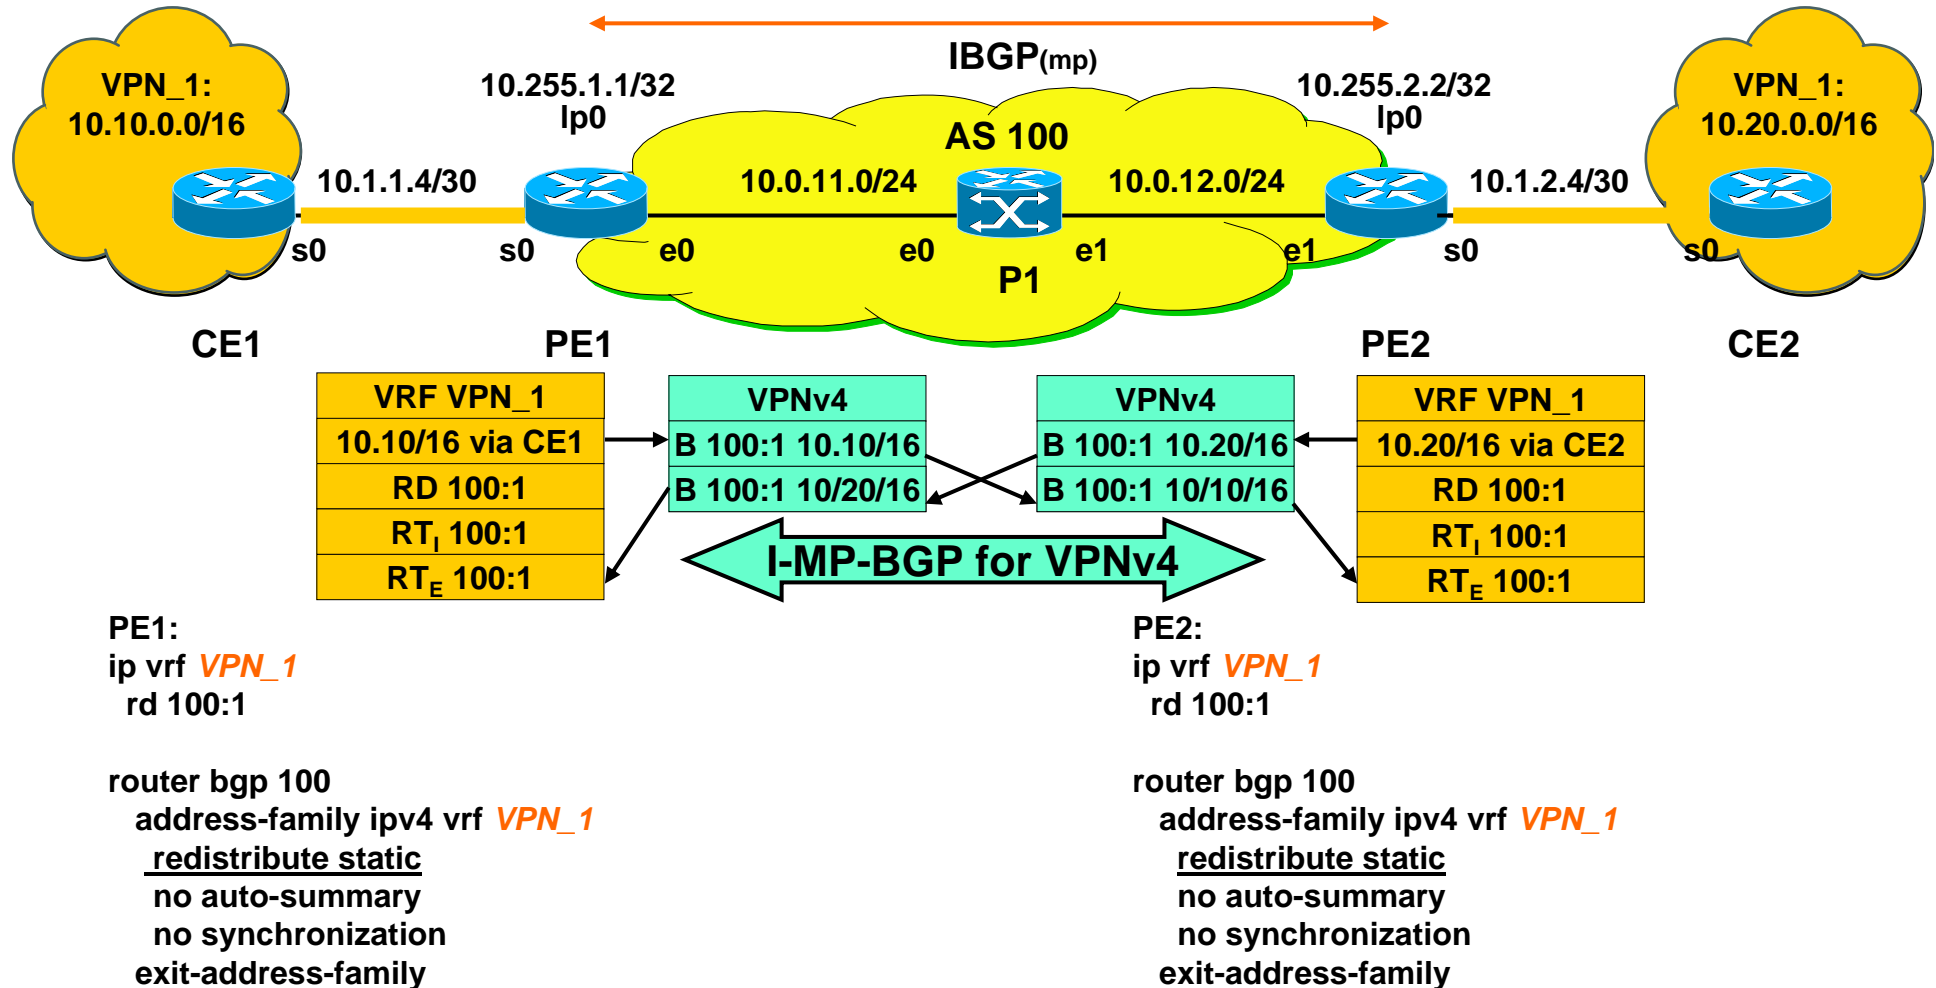 IBGP(mp)
VPN_1:
10.10.0.0/16
10.255.1.1/32
lp0
AS 100
10.255.2.2/32
lp0
VPN_1:
10.20.0.0/16
10.1.1.4/30
10.0.11.0/24
10.0.12.0/24
10.1.2.4/30
s0
s0
e0
e0
e1
e1
s0
s0
P1
CE1
PE1
PE2
CE2
VRF VPN_1
10.10/16 via CE1
RD 100:1
RTI 100:1
RTE 100:1
VPNv4
B 100:1 10.10/16
B 100:1 10/20/16
VPNv4
B 100:1 10.20/16
B 100:1 10/10/16
VRF VPN_1
10.20/16 via CE2
RD 100:1
RTI 100:1
RTE 100:1
I-MP-BGP for VPNv4
PE1:
ip vrf VPN_1
rd 100:1
router bgp 100
address-family ipv4 vrf VPN_1
redistribute static
no auto-summary
no synchronization
exit-address-family
PE2:
ip vrf VPN_1
rd 100:1
router bgp 100
address-family ipv4 vrf VPN_1
redistribute static
no auto-summary
no synchronization
exit-address-family